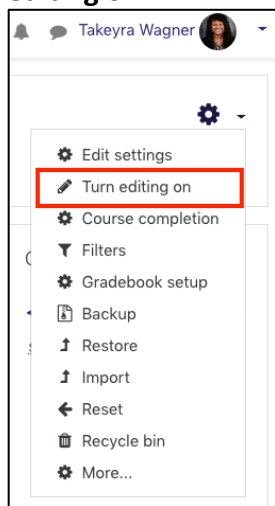 Takeyra Wagner
Edit settings
Turn editing on
Course completion
Filters
Gradebook setup
Backup
Restore
Import
Reset
Recycle bin
More...